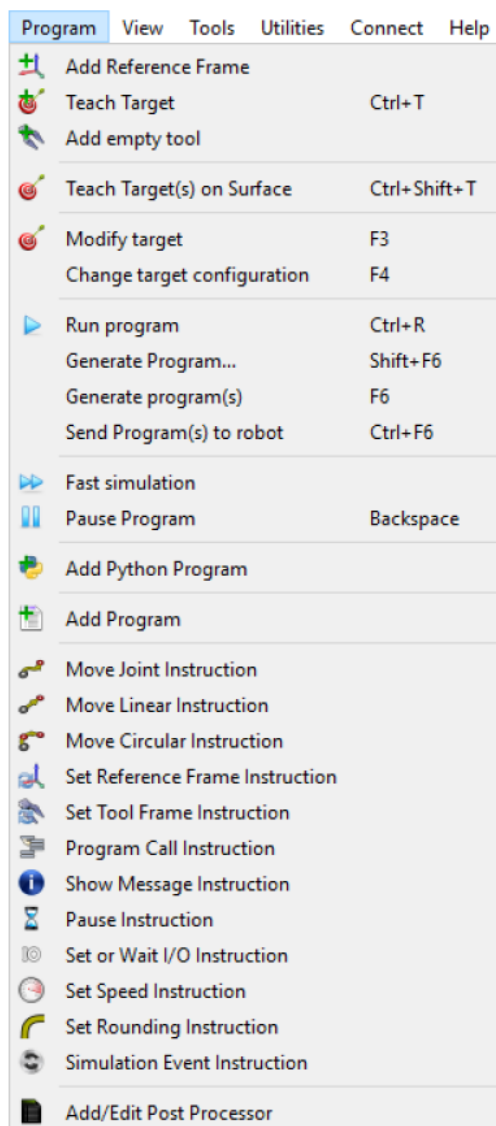 Program View Tools Utilities Connect Help
Add Reference Frame
Teach Target Ctrl+T
Add empty tool
Teach Target(s) on Surface Ctrl+Shift+T
Modify target F3
Change target configuration F4
Run program Ctrl+R
Generate Program... Shift+F6
Generate program(s) F6
Send Program(s) to robot Ctrl+F6
Fast simulation
Pause Program Backspace
Add Python Program
Add Program
Move Joint Instruction
Move Linear Instruction
Move Circular Instruction
Set Reference Frame Instruction
Set Tool Frame Instruction
Program Call Instruction
Show Message Instruction
Pause Instruction
Set or Wait I/O Instruction
Set Speed Instruction
Set Rounding Instruction
Simulation Event Instruction
Add/Edit Post Processor